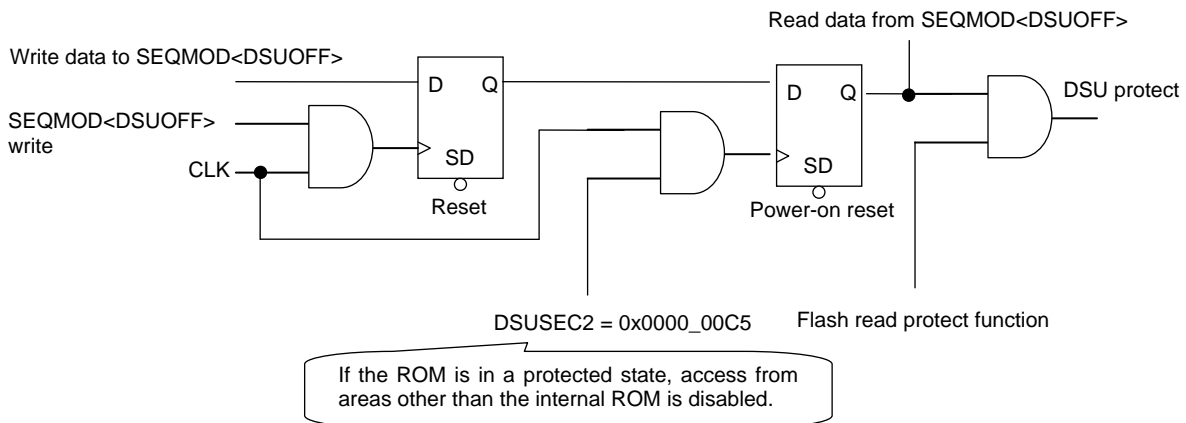 Read data from SEQMOD<DSUOFF>
Write data to SEQMOD<DSUOFF>
D Q
D Q
DSU protect
SEQMOD<DSUOFF>
write
CLK
SD
SD
Reset
Power-on reset
DSUSEC2 = 0x0000_00C5
Flash read protect function
If the ROM is in a protected state, access from
areas other than the internal ROM is disabled.